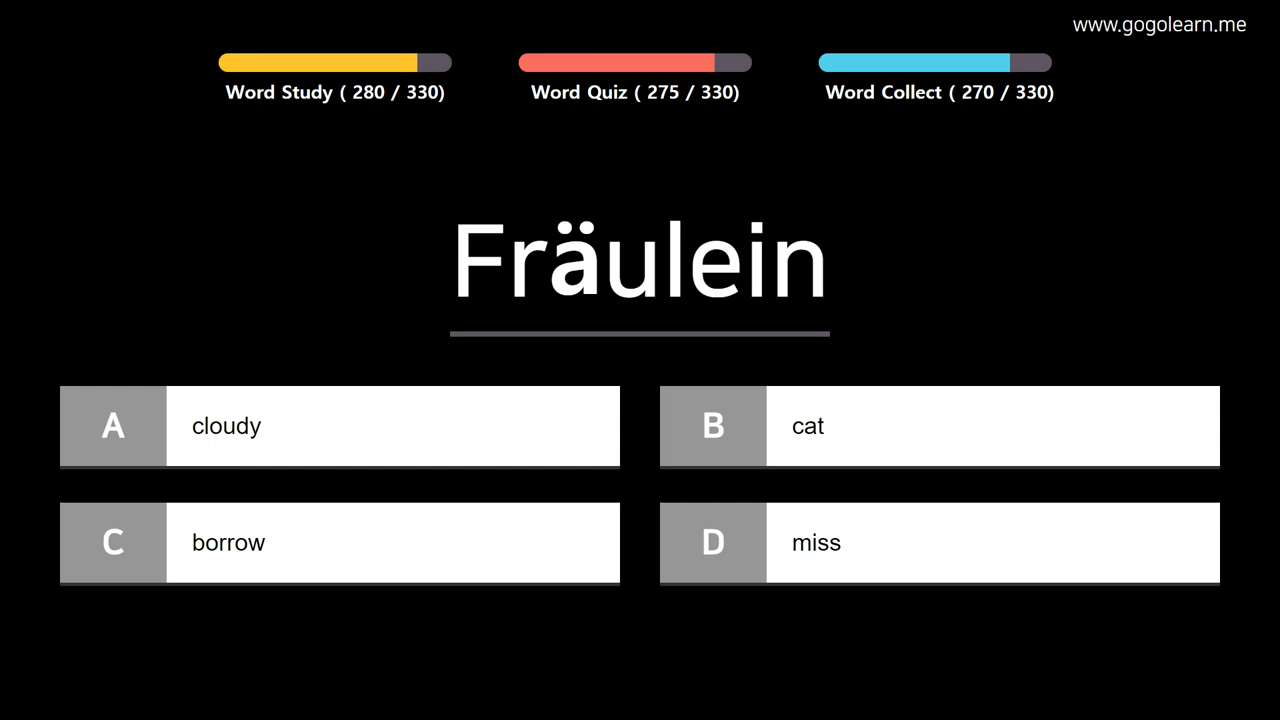 www.gogolearn.me
Word Study ( 280 / 330)
Word Quiz ( 275 / 330)
Word Collect ( 270 / 330)
Fräulein
A cloudy
B cat
C borrow
D miss